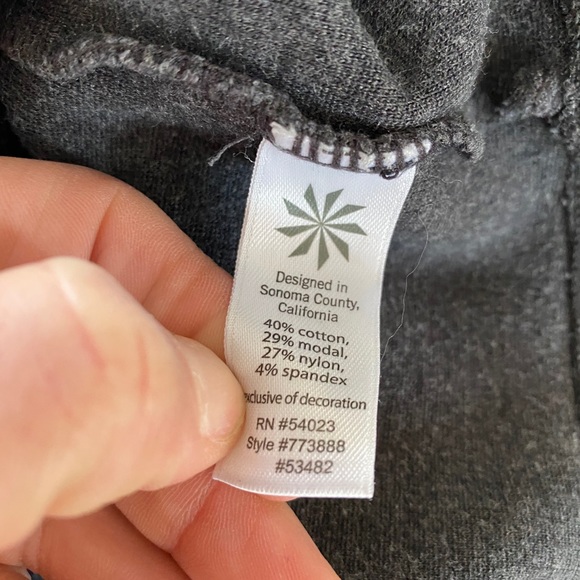 Designed in
Sonoma County,
California
40% cotton,
29% modal,
27% nylon,
4% spandex
exclusive of decoration
RN #54023
Style #773888
#53482